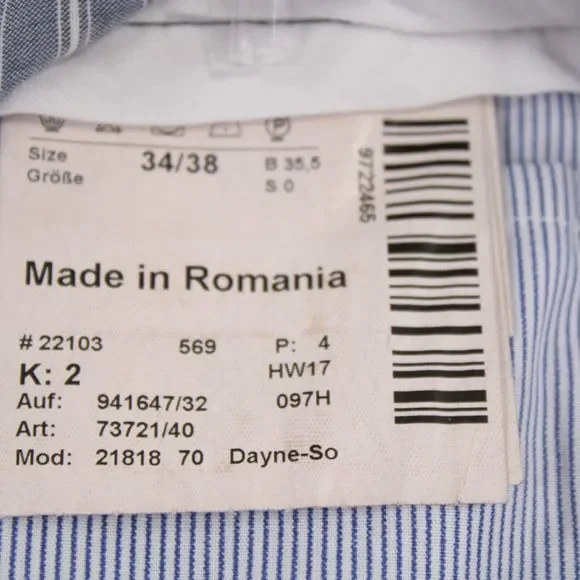 Size 34/38 B 35,5
Größe S 0
9722465
Made in Romania
# 22103 569 P: 4
K: 2 HW17
Auf: 941647/32 097H
Art: 73721/40
Mod: 21818 70 Dayne-So